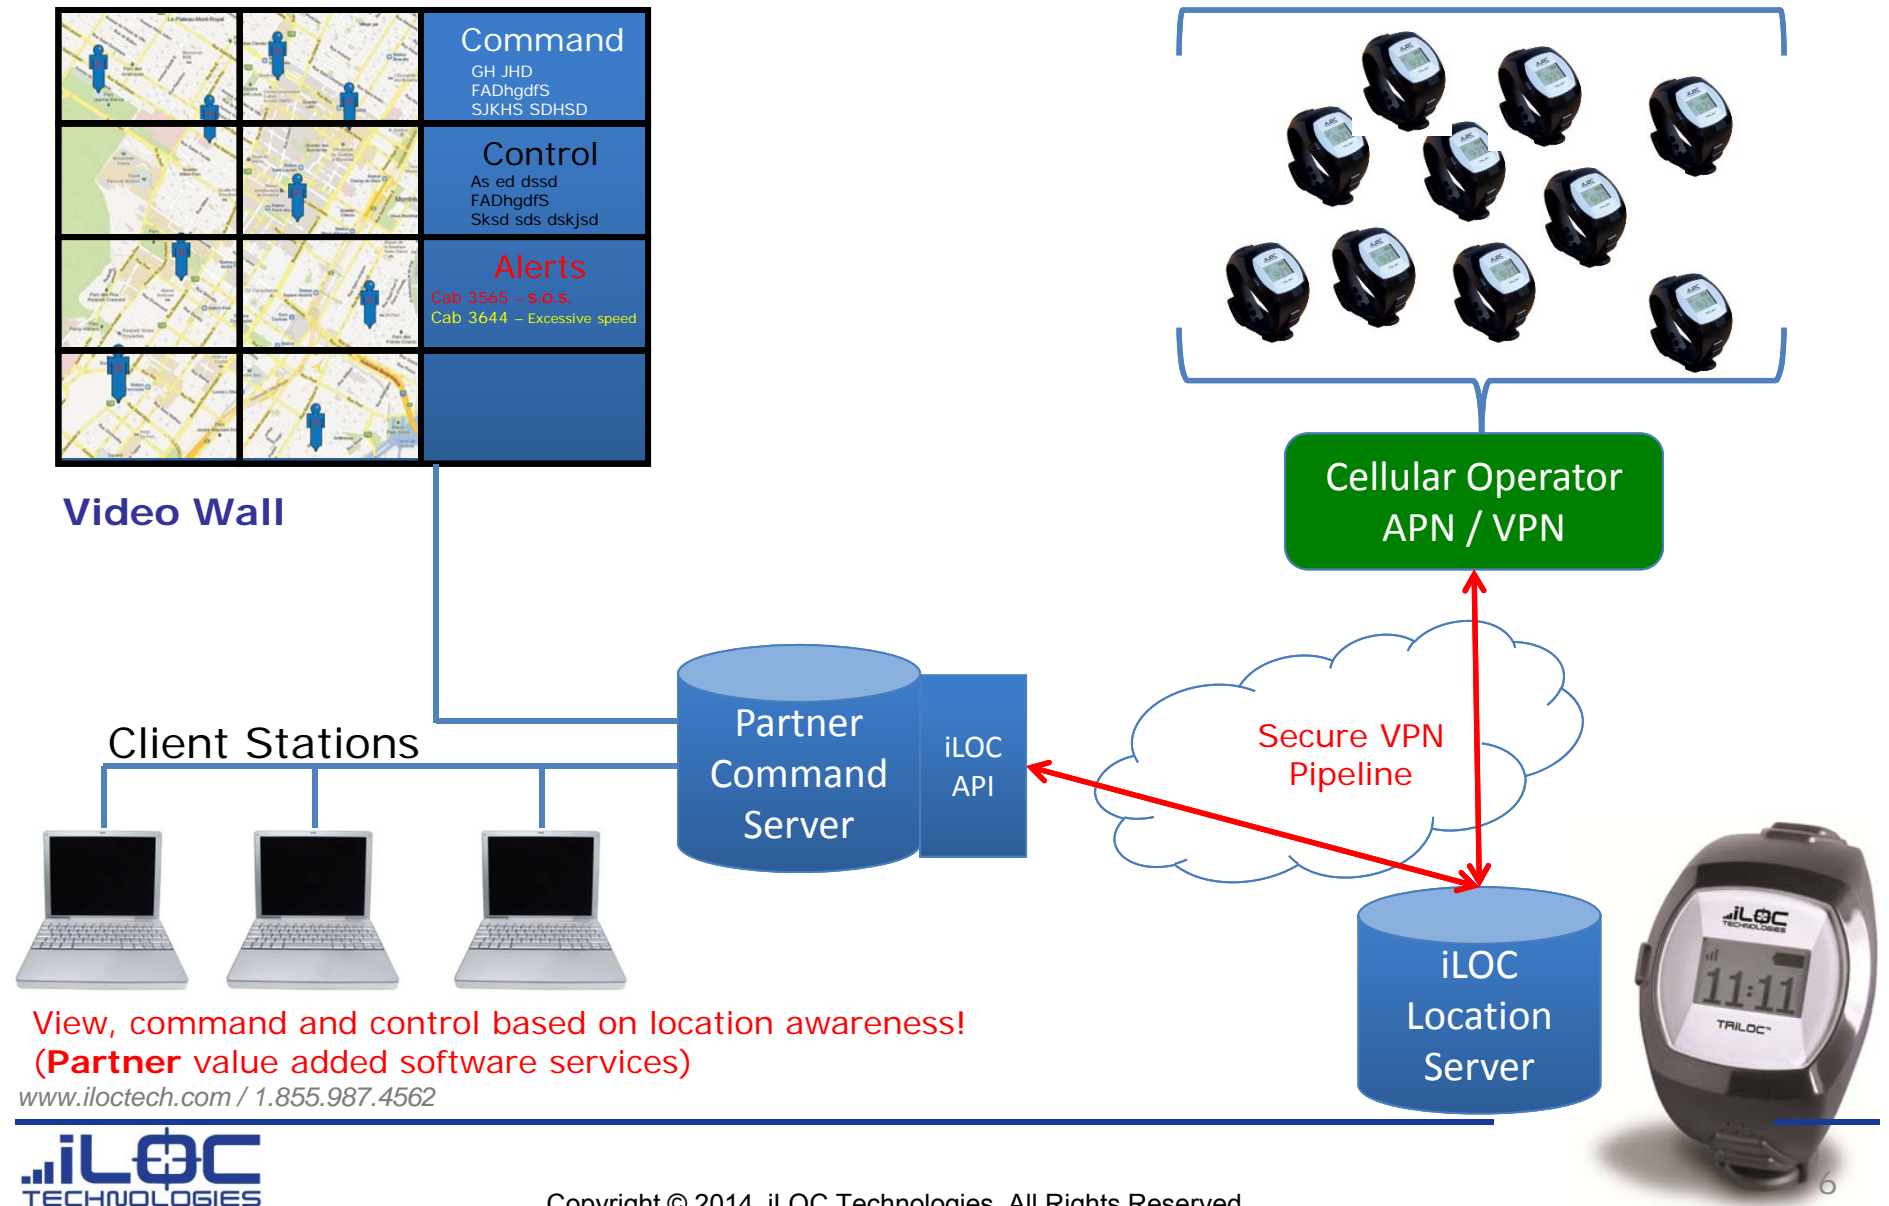 Command
GH JHD
FADhgdfS
SJKHS SDHSD
Control
As ed dssd
FADhgdfS
Sksd sds dskjsd
Alerts
Cab 3565 – s.o.s.
Cab 3644 – Excessive speed
Video Wall
Cellular Operator
APN / VPN
Secure VPN
Pipeline
Client Stations
Partner
Command
Server
iLOC
API
iLOC
Location
Server
iLOC
TECHNOLOGIES
11:11
TRILOC™
View, command and control based on location awareness!
(Partner value added software services)
www.iloctech.com / 1.855.987.4562
iLOC
TECHNOLOGIES
Copyright © 2014, iLOC Technologies, All Rights Reserved
6